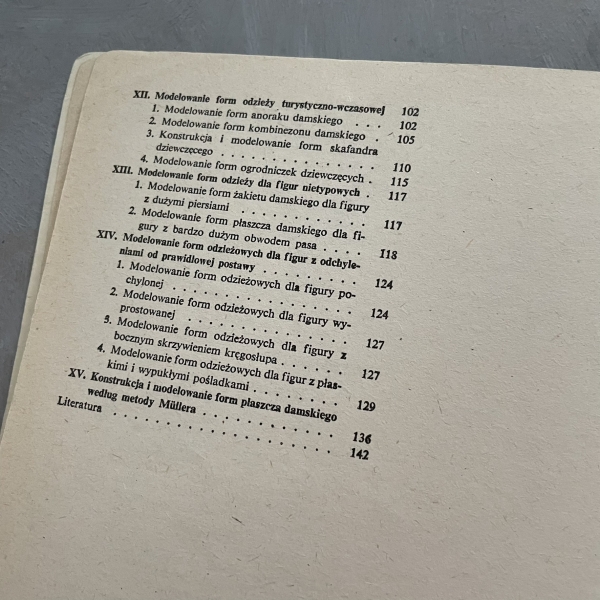 XII. Modelowanie form odzieży turystyczno-wczasowej 102
1. Modelowanie form anoraku damskiego . . . 102
2. Modelowanie form kombinezonu damskiego . 105
3. Konstrukcja i modelowanie form skafandra
dziewczęcego . . . . . . . . . . . . . . 110
4. Modelowanie form ogrodniczek dziewczęcych . 115
XIII. Modelowanie form odzieży dla figur nietypowych . 117
1. Modelowanie form żakietu damskiego dla figury
z dużymi piersiami . . . . . . . . . . . 117
2. Modelowanie form płaszcza damskiego dla fi-
gury z bardzo dużym obwodem pasa . . . . 118
XIV. Modelowanie form odzieżowych dla figur z odchyle-
niami od prawidłowej postawy . . . . . . . . 124
1. Modelowanie form odzieżowych dla figury po-
chylonej . . . . . . . . . . . . . . . . 124
2. Modelowanie form odzieżowych dla figury wy-
prostowanej . . . . . . . . . . . . . . 127
3. Modelowanie form odzieżowych dla figury z
bocznym skrzywieniem kręgosłupa . . . . . . 127
4. Modelowanie form odzieżowych dla figur z płas-
kimi i wypukłymi pośladkami . . . . . . . 129
XV. Konstrukcja i modelowanie form płaszcza damskiego
według metody Müllera . . . . . . . . . . . 136
Literatura . . . . . . . . . . . . . . . . . . 142